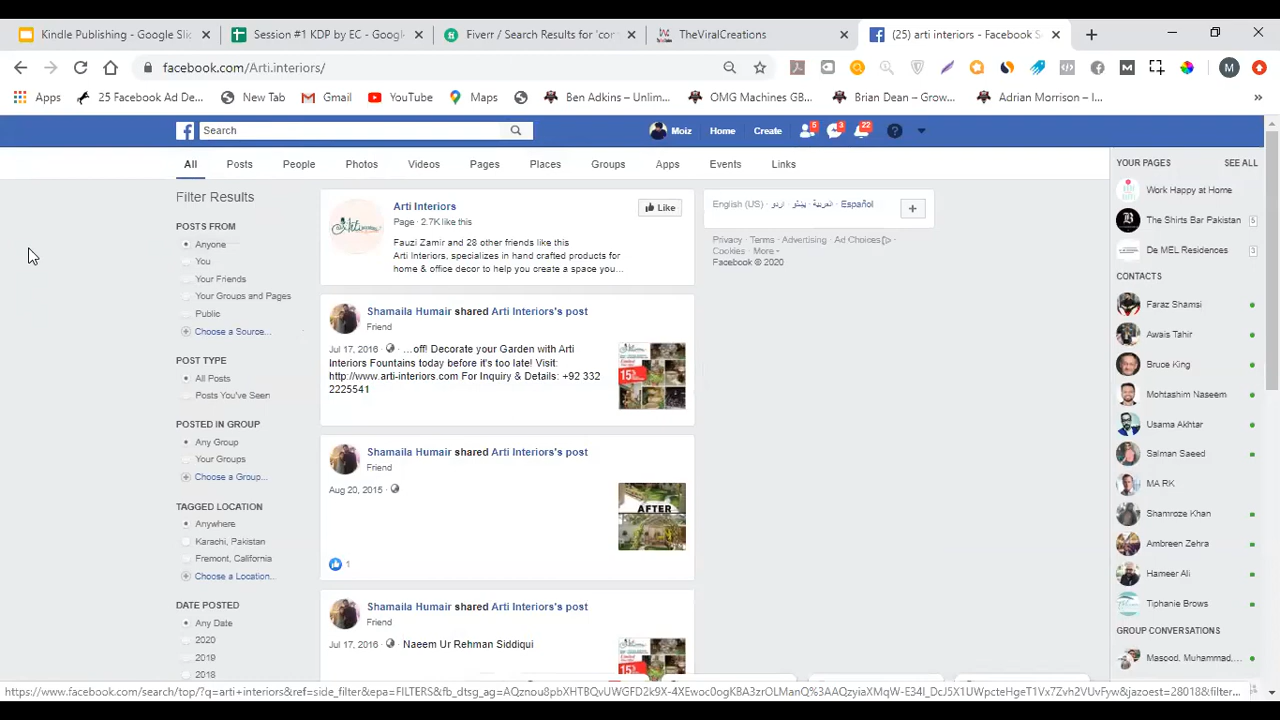 Kindle Publishing - Google Slid
Session #1 KDP by EC - Googl
Fiverr / Search Results for 'con
TheViralCreations
(25) arti interiors - Facebook S
facebook.com/Arti.interiors/
Apps
25 Facebook Ad De...
New Tab
Gmail
YouTube
Maps
Ben Adkins – Unlim...
OMG Machines GB...
Brian Dean – Grow...
Adrian Morrison – I...
Search
Moiz
Home
Create
5
3
22
All
Posts
People
Photos
Videos
Pages
Places
Groups
Apps
Events
Links
Filter Results
POSTS FROM
Anyone
You
Your Friends
Your Groups and Pages
Public
Choose a Source...
POST TYPE
All Posts
Posts You've Seen
POSTED IN GROUP
Any Group
Your Groups
Choose a Group...
TAGGED LOCATION
Anywhere
Karachi, Pakistan
Fremont, California
Choose a Location...
DATE POSTED
Any Date
2020
2019
2018
Arti Interiors
Page · 2.7K like this
Like
Fauzi Zamir and 28 other friends like this
Arti Interiors, specializes in hand crafted products for
home & office decor to help you create a space you...
Shamaila Humair shared Arti Interiors's post
Friend
Jul 17, 2016 · ...off! Decorate your Garden with Arti
Interiors Fountains today before it's too late! Visit:
http://www.arti-interiors.com For Inquiry & Details: +92 332
2225541
15%
Shamaila Humair shared Arti Interiors's post
Friend
Aug 20, 2015 ·
AFTER
1
Shamaila Humair shared Arti Interiors's post
Friend
Jul 17, 2016 · Naeem Ur Rehman Siddiqui
15%
English (US) · اردو · پښتو · العربية · Español
Privacy · Terms · Advertising · Ad Choices ·
Cookies · More
Facebook © 2020
YOUR PAGES
SEE ALL
Work Happy at Home
The Shirts Bar Pakistan
5
De MEL Residences
3
CONTACTS
Faraz Shamsi
Awais Tahir
Bruce King
Mohtashim Naseem
Usama Akhtar
Salman Saeed
MA RK
Shamroze Khan
Ambreen Zehra
Hameer Ali
Tiphanie Brows
GROUP CONVERSATIONS
Masood, Muhammad,...